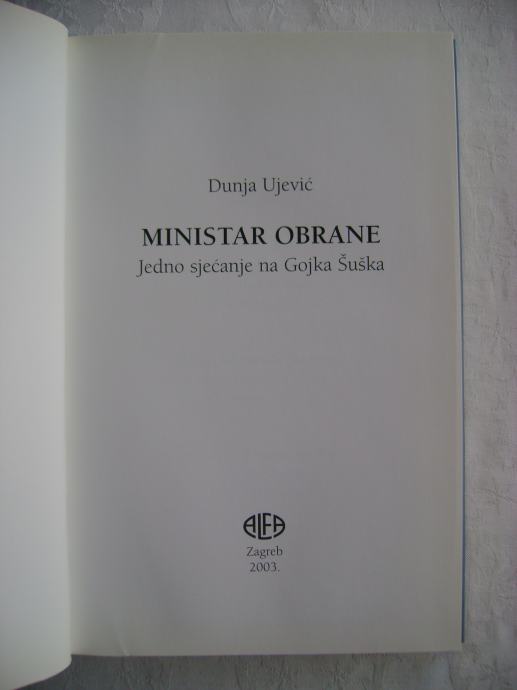 Dunja Ujević
MINISTAR OBRANE
Jedno sjećanje na Gojka Šuška
ALFA
Zagreb
2003.